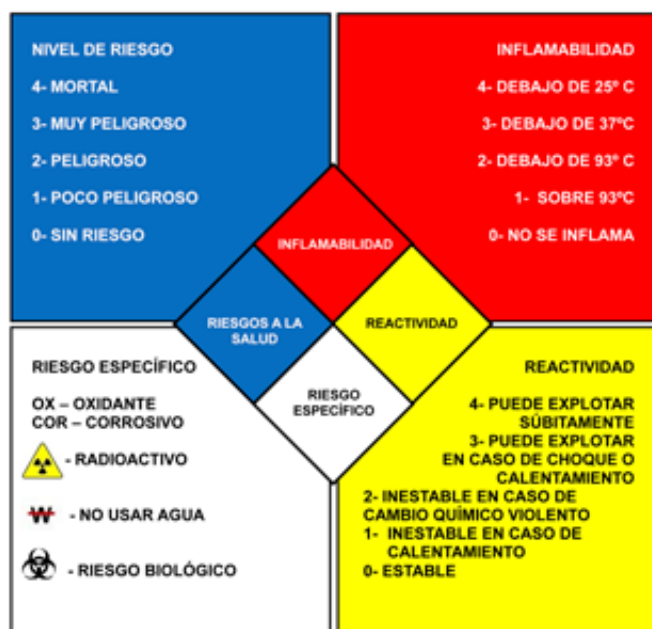 NIVEL DE RIESGO
4- MORTAL
3- MUY PELIGROSO
2- PELIGROSO
1- POCO PELIGROSO
0- SIN RIESGO
INFLAMABILIDAD
4- DEBAJO DE 25º C
3- DEBAJO DE 37ºC
2- DEBAJO DE 93º C
1- SOBRE 93ºC
0- NO SE INFLAMA
INFLAMABILIDAD
RIESGOS A LA
SALUD
REACTIVIDAD
RIESGO
ESPECÍFICO
RIESGO ESPECÍFICO
OX – OXIDANTE
COR – CORROSIVO
- RADIOACTIVO
W - NO USAR AGUA
- RIESGO BIOLÓGICO
REACTIVIDAD
4- PUEDE EXPLOTAR
SÚBITAMENTE
3- PUEDE EXPLOTAR
EN CASO DE CHOQUE O
CALENTAMIENTO
2- INESTABLE EN CASO DE
CAMBIO QUÍMICO VIOLENTO
1- INESTABLE EN CASO DE
CALENTAMIENTO
0- ESTABLE